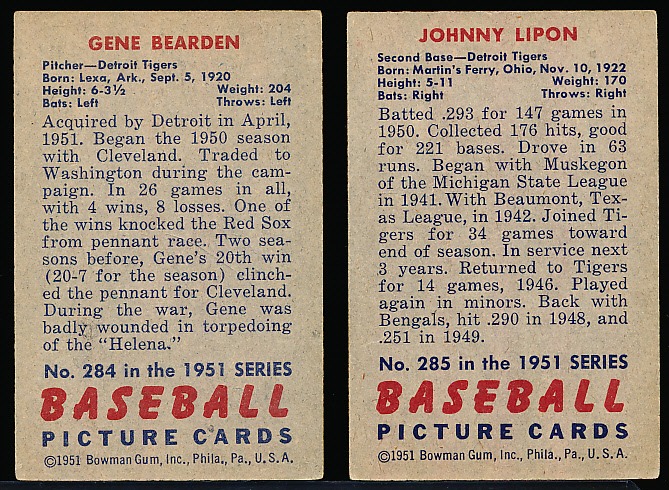 GENE BEARDEN
Pitcher—Detroit Tigers
Born: Lexa, Ark., Sept. 5, 1920
Height: 6-3½ Weight: 204
Bats: Left Throws: Left
Acquired by Detroit in April,
1951. Began the 1950 season
with Cleveland. Traded to
Washington during the cam-
paign. In 26 games in all,
with 4 wins, 8 losses. One of
the wins knocked the Red Sox
from pennant race. Two sea-
sons before, Gene's 20th win
(20-7 for the season) clinch-
ed the pennant for Cleveland.
During the war, Gene was
badly wounded in torpedoing
of the "Helena."
No. 284 in the 1951 SERIES
BASEBALL
PICTURE CARDS
©1951 Bowman Gum, Inc., Phila., Pa., U.S.A.
JOHNNY LIPON
Second Base—Detroit Tigers
Born: Martin's Ferry, Ohio, Nov. 10, 1922
Height: 5-11 Weight: 170
Bats: Right Throws: Right
Batted .293 for 147 games in
1950. Collected 176 hits, good
for 221 bases. Drove in 63
runs. Began with Muskegon
of the Michigan State League
in 1941. With Beaumont, Tex-
as League, in 1942. Joined Ti-
gers for 34 games toward
end of season. In service next
3 years. Returned to Tigers
for 14 games, 1946. Played
again in minors. Back with
Bengals, hit .290 in 1948, and
.251 in 1949.
No. 285 in the 1951 SERIES
BASEBALL
PICTURE CARDS
©1951 Bowman Gum, Inc., Phila., Pa., U.S.A.